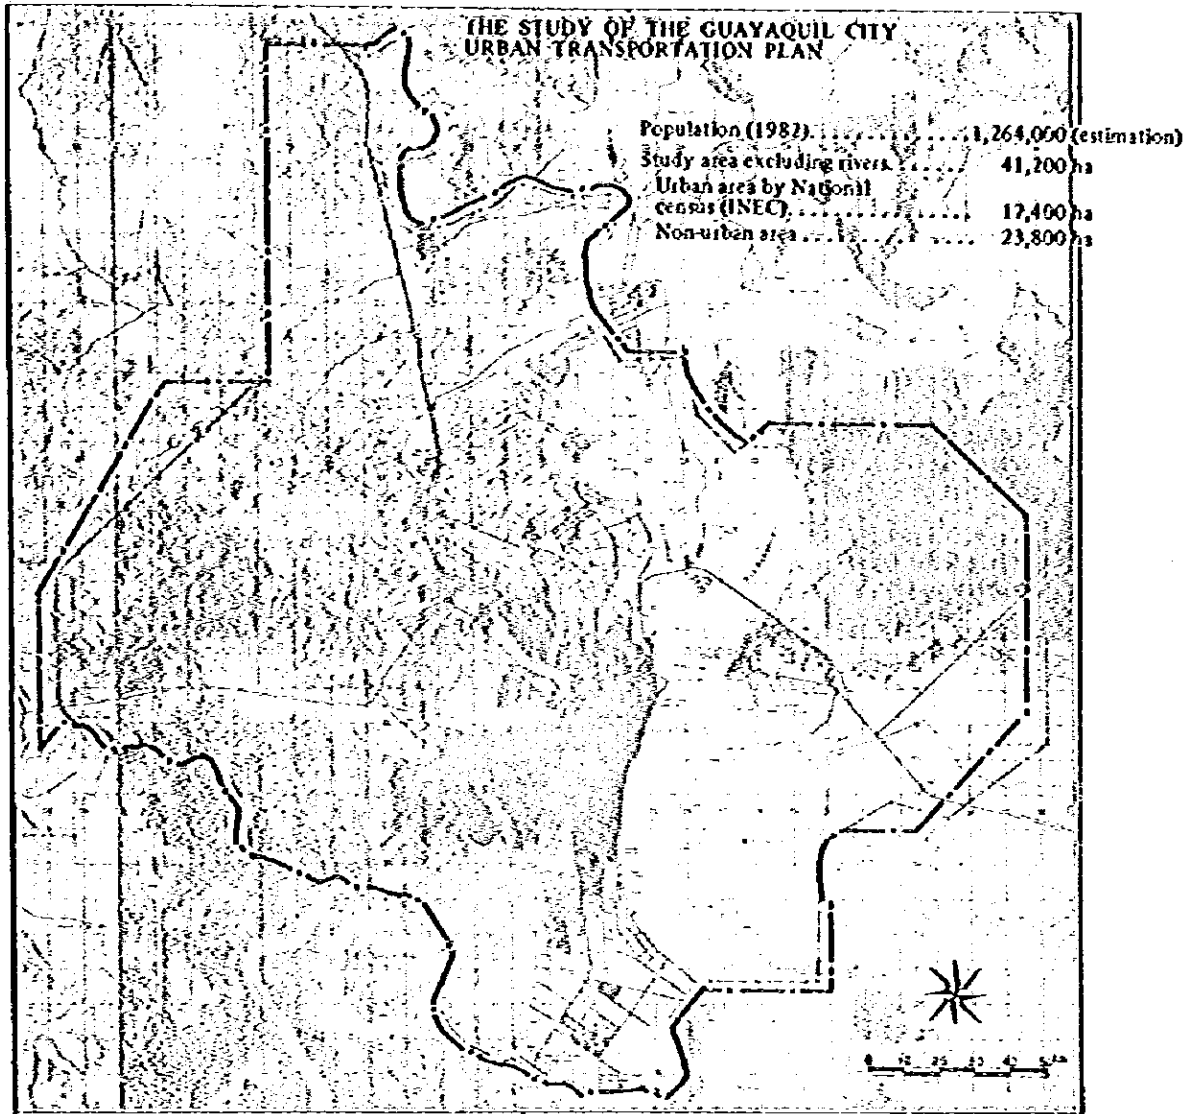 THE STUDY OF THE GUAYAQUIL CITY
URBAN TRANSPORTATION PLAN
Population (1982) 1,264,000 (estimation)
Study area excluding rivers 41,200 ha
Urban area by National
census (INEC) 17,400 ha
Non-urban area 23,800 ha
0